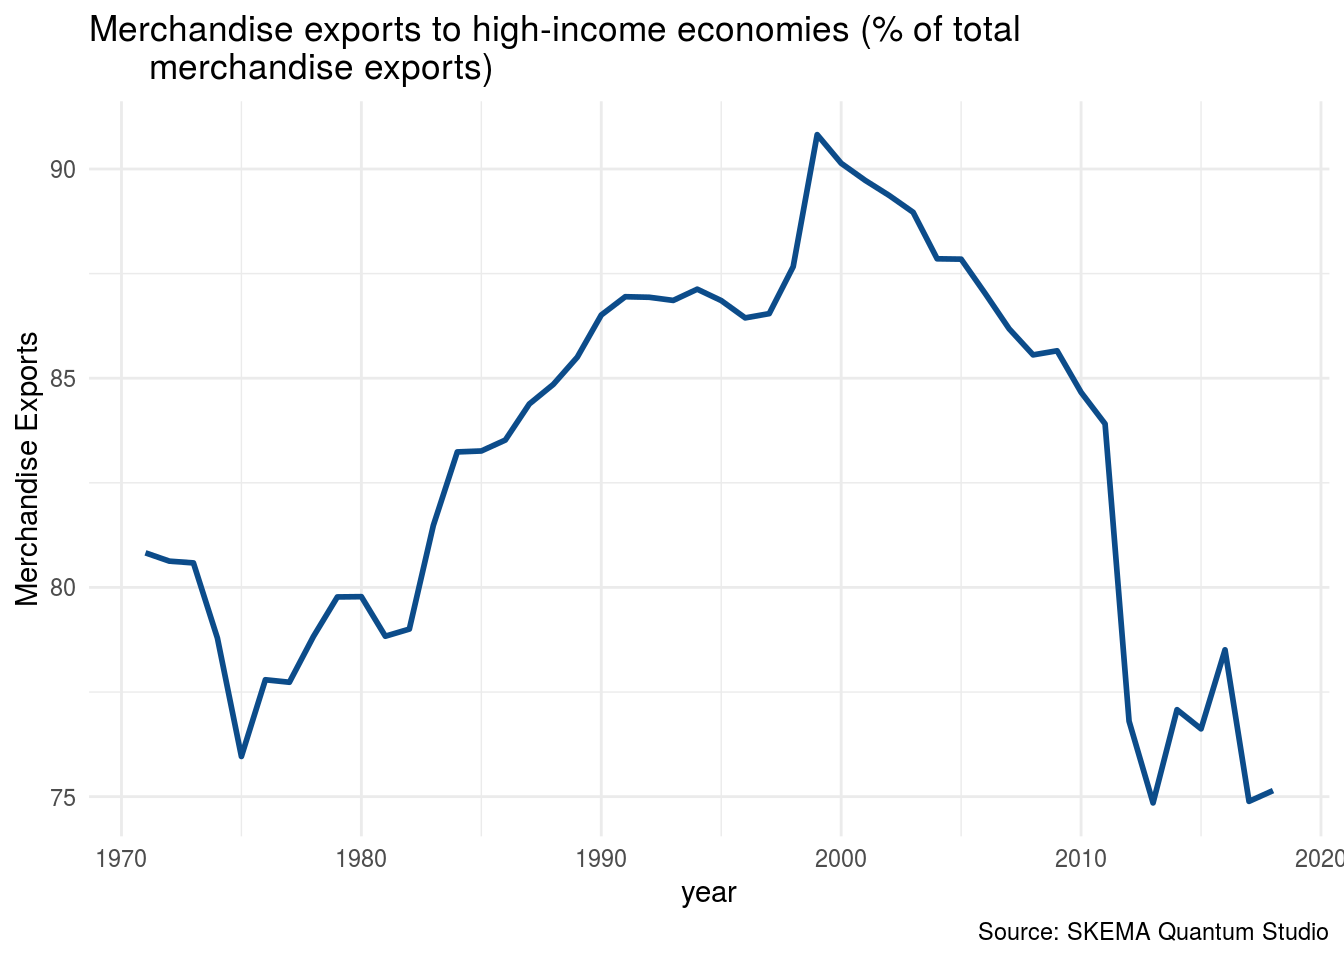 Merchandise exports to high-income economies (% of total
merchandise exports)
90
85
80
75
Merchandise Exports
1970 1980 1990 2000 2010 2020
year
Source: SKEMA Quantum Studio